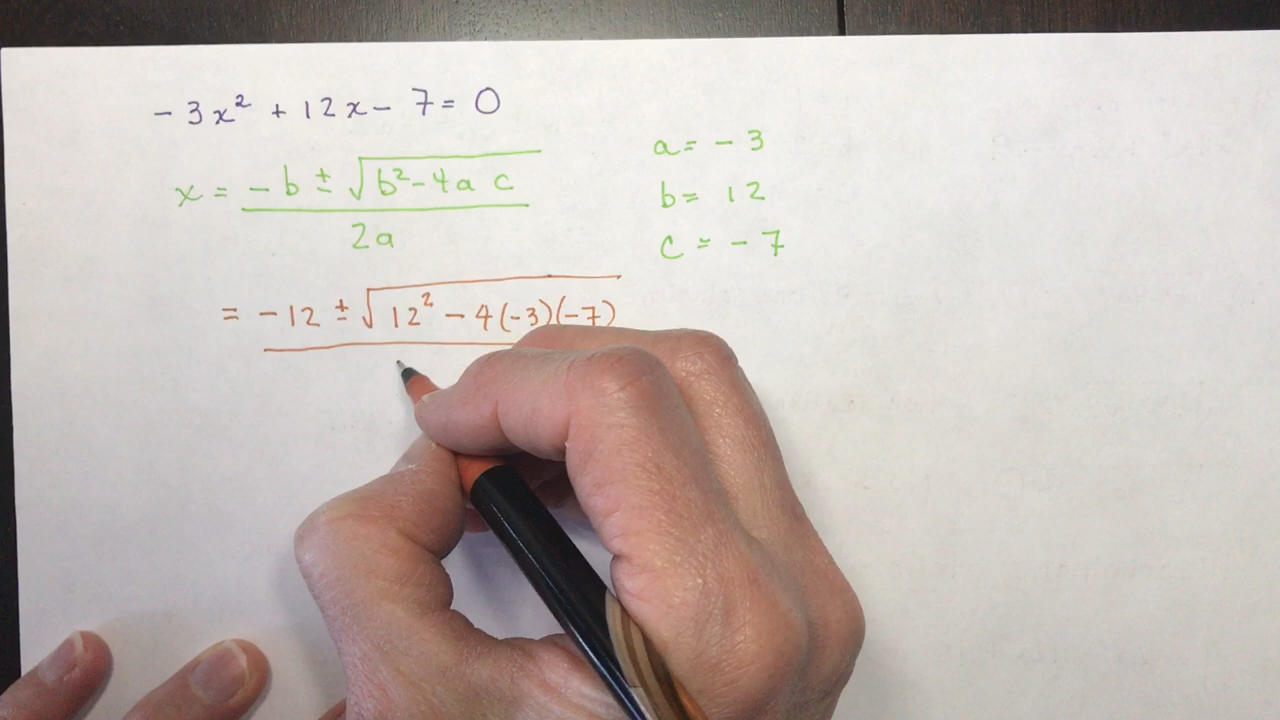 -3x² + 12x - 7 = 0
x = -b ± √b²-4ac
2a
a = -3
b = 12
c = -7
= -12 ± √12² - 4(-3)(-7)